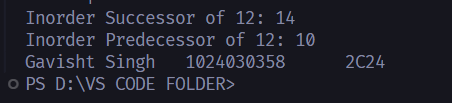 Inorder Successor of 12: 14
Inorder Predecessor of 12: 10
Gavisht Singh   1024030358      2C24
PS D:\VS CODE FOLDER>